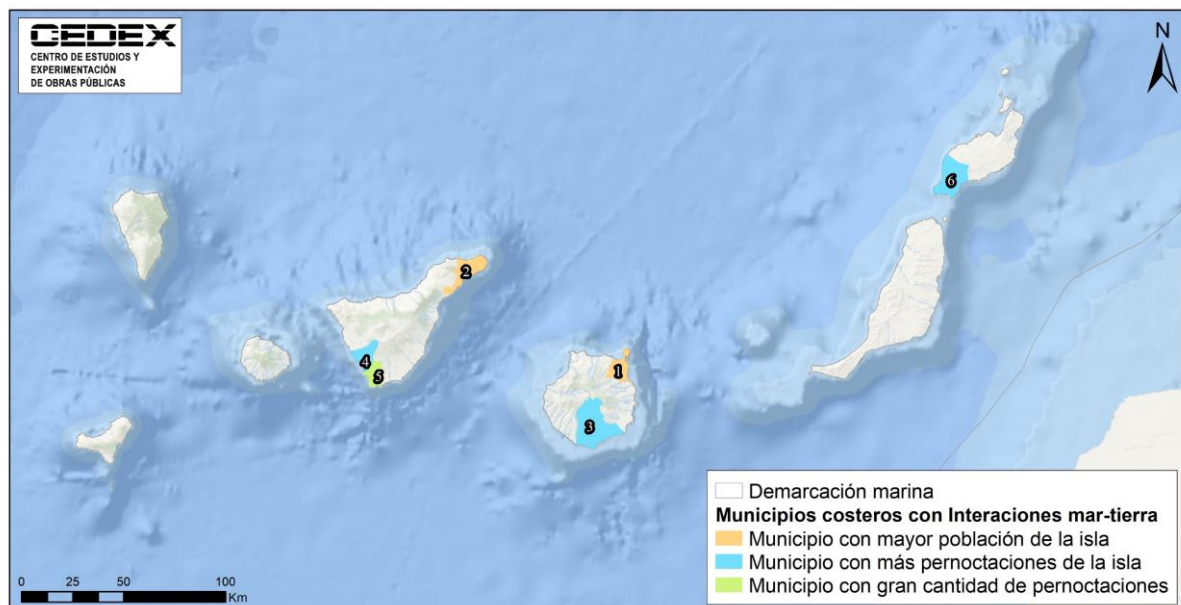 CEDEX
CENTRO DE ESTUDIOS Y
EXPERIMENTACIÓN
DE OBRAS PÚBLICAS
N
6
2
4
5
1
3
Demarcación marina
Municipios costeros con Interaciones mar-tierra
Municipio con mayor población de la isla
Municipio con más pernoctaciones de la isla
Municipio con gran cantidad de pernoctaciones
0 25 50 100
Km